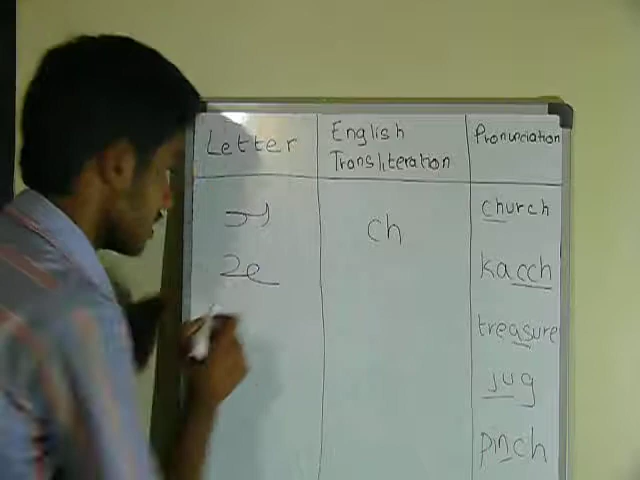 Letter English Transliteration Pronunciation
ચ ch church
છ kacch
treasure
jug
pinch